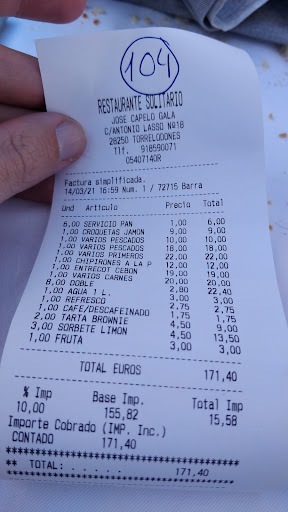 104
RESTAURANTE SOLITARIO
JOSE CAPELO GALA
C/ANTONIO LASSO Nº18
28250 TORRELODONES
Tlf. 918590071
05407140R
Factura simplificada.
14/03/21 16:59 Num. 1 / 72715 Barra
Und Artículo Precio Total
6,00 SERVICIO PAN 1,00 6,00
1,00 CROQUETAS JAMON 9,00 9,00
1,00 VARIOS PESCADOS 10,00 10,00
1,00 VARIOS PESCADOS 18,00 18,00
1,00 VARIOS PRIMEROS 22,00 22,00
1,00 CHIPIRONES A LA P 12,00 12,00
1,00 ENTRECOT CEBON 19,00 19,00
1,00 VARIOS CARNES 20,00 20,00
8,00 DOBLE 2,80 22,40
1,00 AGUA 1 L. 3,00 3,00
1,00 REFRESCO 2,75 2,75
1,00 CAFE/DESCAFEINADO 1,75 1,75
2,00 TARTA BROWNIE 4,50 9,00
3,00 SORBETE LIMON 4,50 13,50
1,00 FRUTA 3,00 3,00
TOTAL EUROS 171,40
% Imp Base Imp. Total Imp
10,00 155,82 15,58
Importe Cobrado (IMP. Inc.)
CONTADO 171,40
** TOTAL: . . . . . 171,40